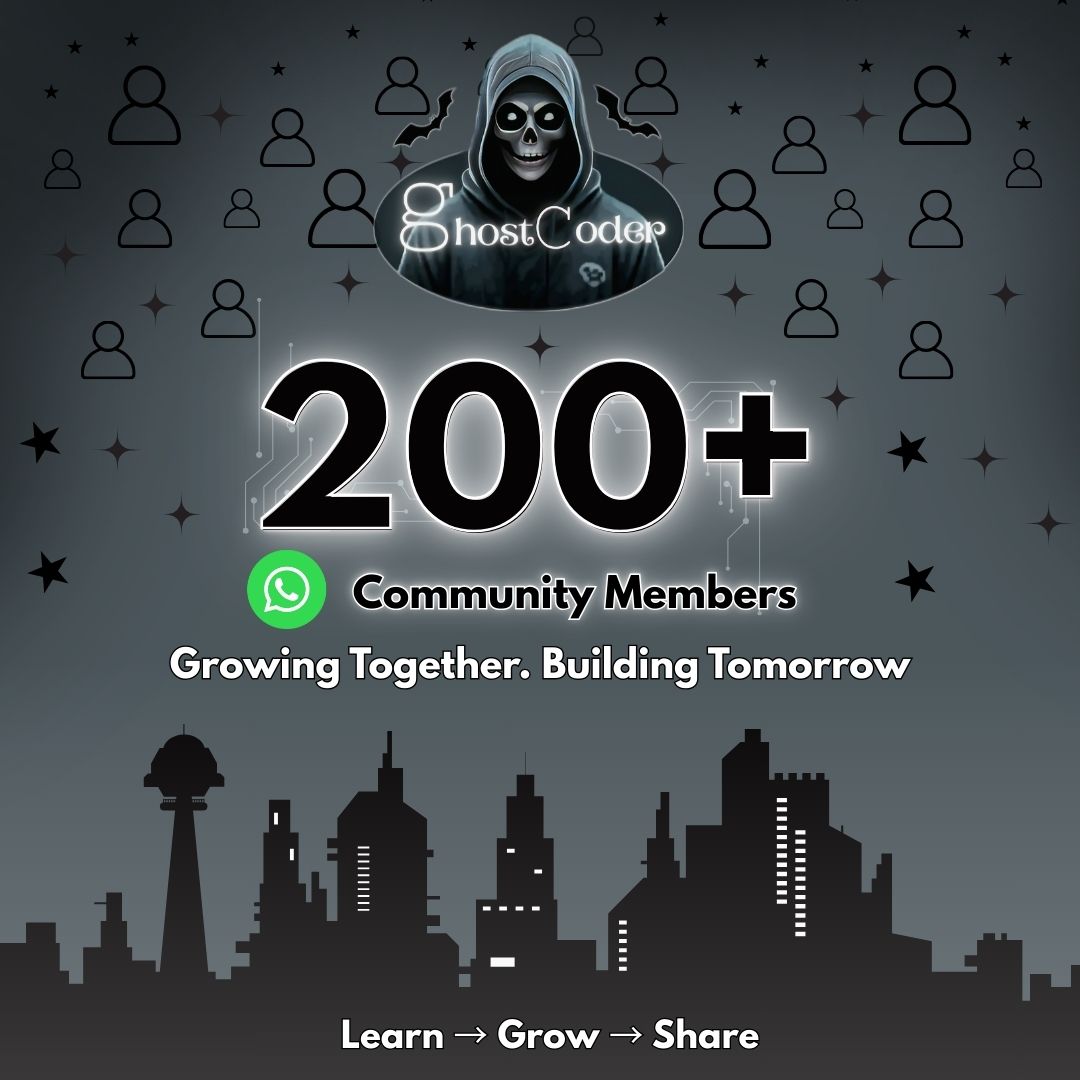 ghostCoder
200+
Community Members
Growing Together. Building Tomorrow
Learn → Grow → Share